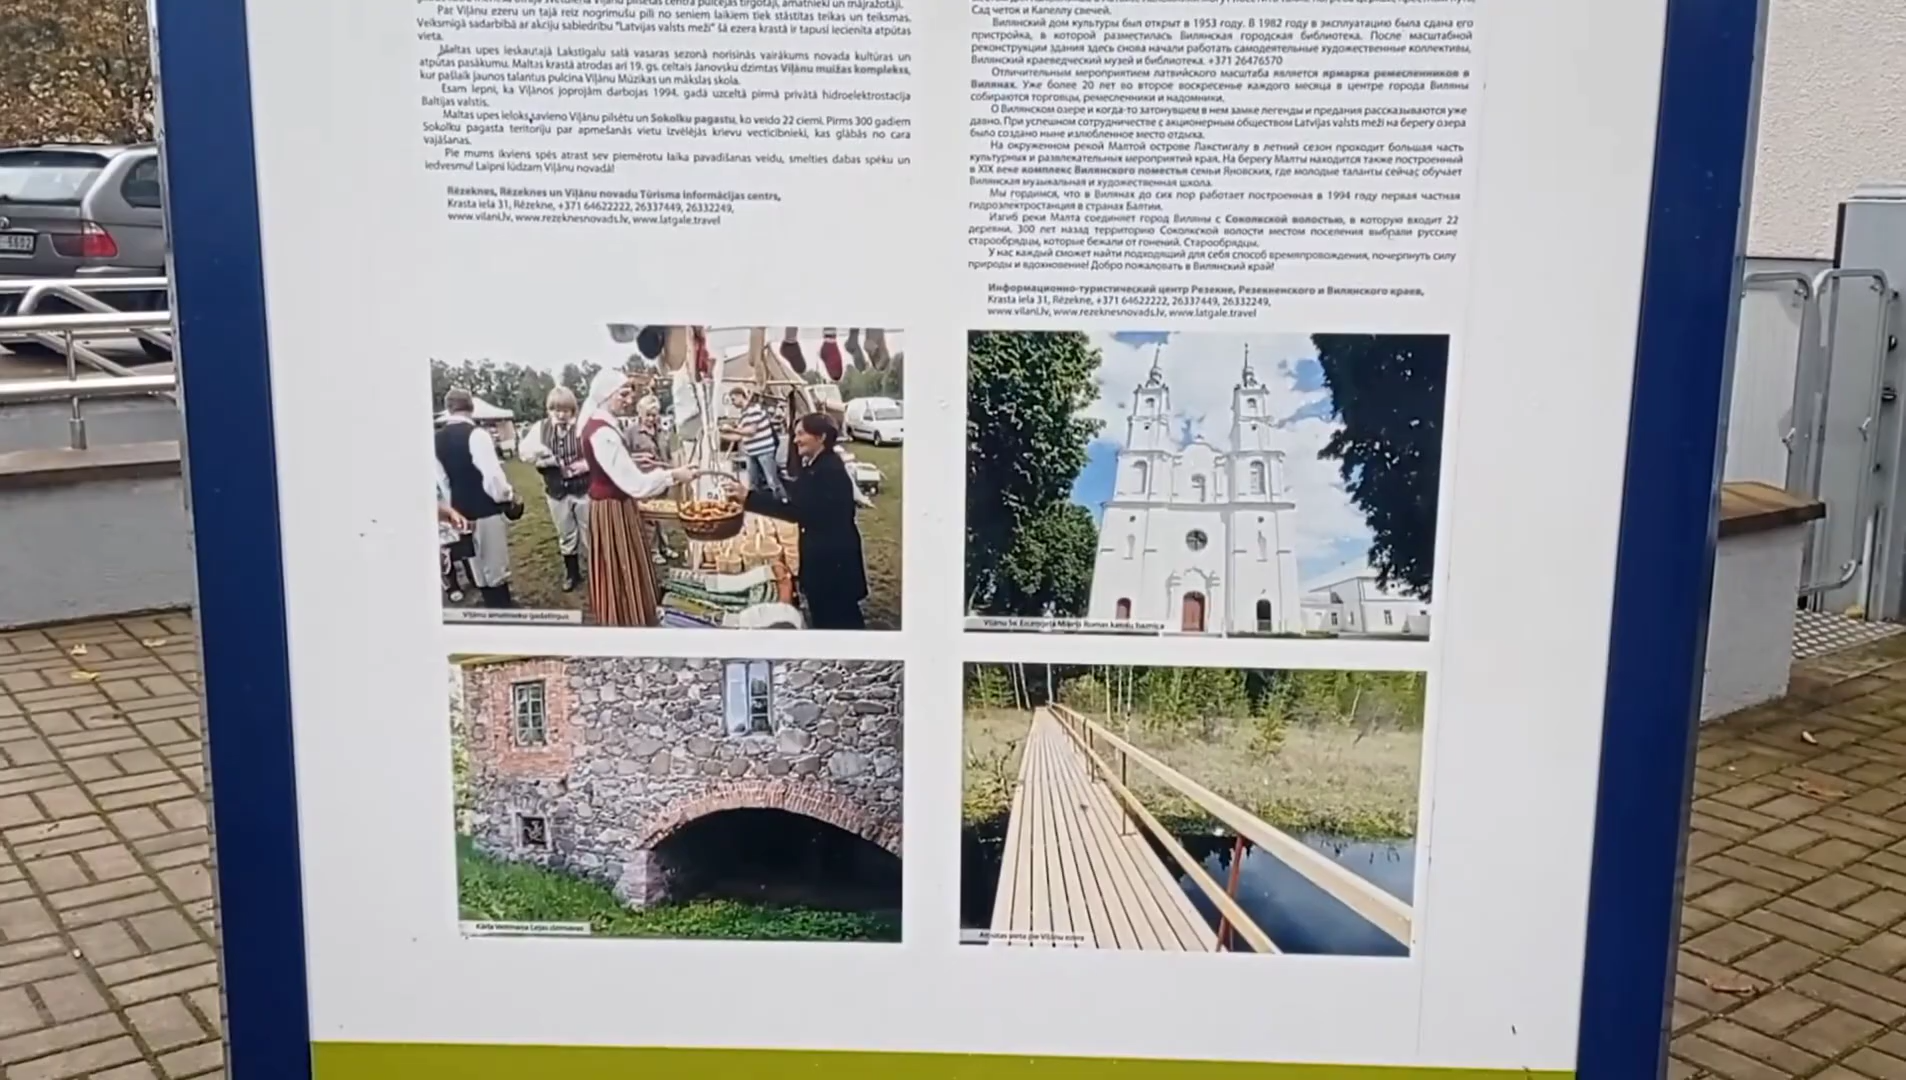 Par Viļānu ezeru un tajā reiz nogrimušu pili no seniem laikiem tiek stāstītas teikas un teiksmas.
Veiksmīgā sadarbībā ar akciju sabiedrību "Latvijas valsts meži" šā ezera krastā ir tapusi iecienīta atpūtas
vieta.
Maltas upes ieskautajā Lakstīgalu salā vasaras sezonā norisinās vairākums novada kultūras un
atpūtas pasākumu. Maltas krastā atrodas arī 19. gs. celtais Janovsku dzimtas Viļānu muižas komplekss,
kur pašlaik jaunos talantus pulcina Viļānu Mūzikas un mākslas skola.
Esam lepni, ka Viļānos joprojām darbojas 1994. gadā uzceltā pirmā privātā hidroelektrostacija
Baltijas valstīs.
Maltas upes ieloks savieno Viļānu pilsētu un Sokolku pagastu, ko veido 22 ciemi. Pirms 300 gadiem
Sokolku pagasta teritoriju par apmešanās vietu izvēlējās krievu vecticībnieki, kas glābās no cara
vajāšanas.
Pie mums ikviens spēs atrast sev piemērotu laika pavadīšanas veidu, smelties dabas spēku un
iedvesmu! Laipni lūdzam Viļānu novadā!
Rēzeknes, Rēzeknes un Viļānu novadu Tūrisma informācijas centrs,
Krasta iela 31, Rēzekne, +371 64622222, 26337449, 26332249,
www.vilani.lv, www.rezeknesnovads.lv, www.latgale.travel
Сад четок и Капеллу свечей.
Вилянский дом культуры был открыт в 1953 году. В 1982 году в эксплуатацию была сдана его
пристройка, в которой разместилась Вилянская городская библиотека. После масштабной
реконструкции здания здесь снова начали работать самодеятельные художественные коллективы,
Вилянский краеведческий музей и библиотека. +371 26476570
Отличительным мероприятием латвийского масштаба является ярмарка ремесленников в
Вилянах. Уже более 20 лет во второе воскресенье каждого месяца в центре города Виляны
собираются торговцы, ремесленники и надомники.
О Вилянском озере и когда-то затонувшем в нем замке легенды и предания рассказываются уже
давно. При успешном сотрудничестве с акционерным обществом Latvijas valsts meži на берегу озера
было создано ныне излюбленное место отдыха.
На окруженном рекой Малтой острове Лакстигалу в летний сезон проходит большая часть
культурных и развлекательных мероприятий края. На берегу Малты находится также построенный
в XIX веке комплекс Вилянского поместья семьи Яновских, где молодые таланты сейчас обучает
Вилянская музыкальная и художественная школа.
Мы гордимся, что в Вилянах до сих пор работает построенная в 1994 году первая частная
гидроэлектростанция в странах Балтии.
Изгиб реки Малта соединяет город Виляны с Соколкской волостью, в которую входит 22
деревни. 300 лет назад территорию Соколкской волости местом поселения выбрали русские
старообрядцы, которые бежали от гонений. Старообрядцы.
У нас каждый сможет найти подходящий для себя способ времяпровождения, почерпнуть силу
природы и вдохновение! Добро пожаловать в Вилянский край!
Информационно-туристический центр Резекне, Резекненского и Вилянского краев,
Krasta iela 31, Rēzekne, +371 64622222, 26337449, 26332249,
www.vilani.lv, www.rezeknesnovads.lv, www.latgale.travel
Viļānu amatnieku gadatirgus
Viļānu Sv. Erceņģeļa Miķeļa Romas katoļu baznīca
Atpūtas vieta pie Viļānu ezera